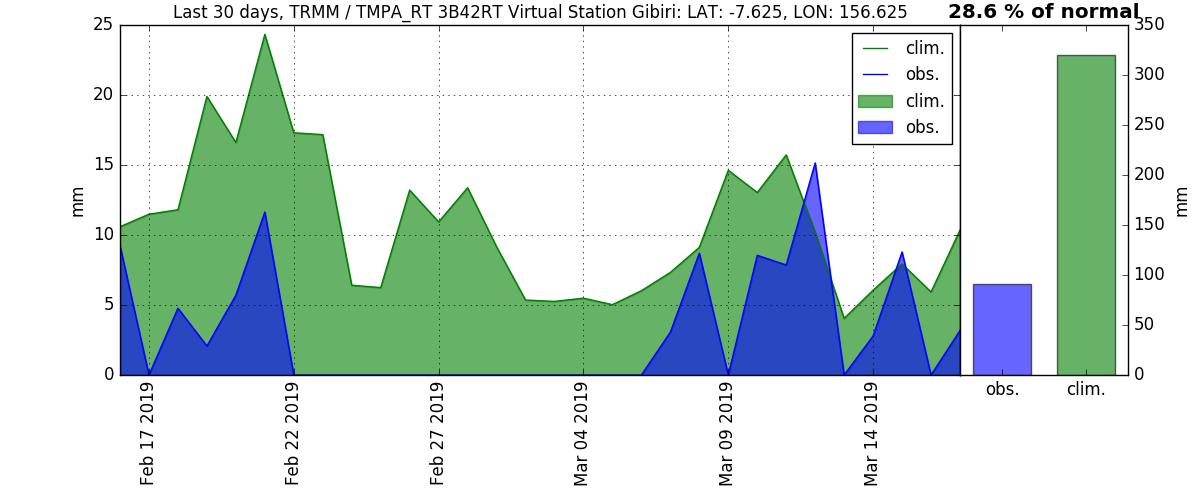 Last 30 days, TRMM / TMPA_RT 3B42RT Virtual Station Gibiri: LAT: -7.625, LON: 156.625
28.6 % of normal
25
20
15
10
5
0
mm
clim.
obs.
clim.
obs.
Feb 17 2019
Feb 22 2019
Feb 27 2019
Mar 04 2019
Mar 09 2019
Mar 14 2019
350
300
250
200
150
100
50
0
mm
obs.
clim.